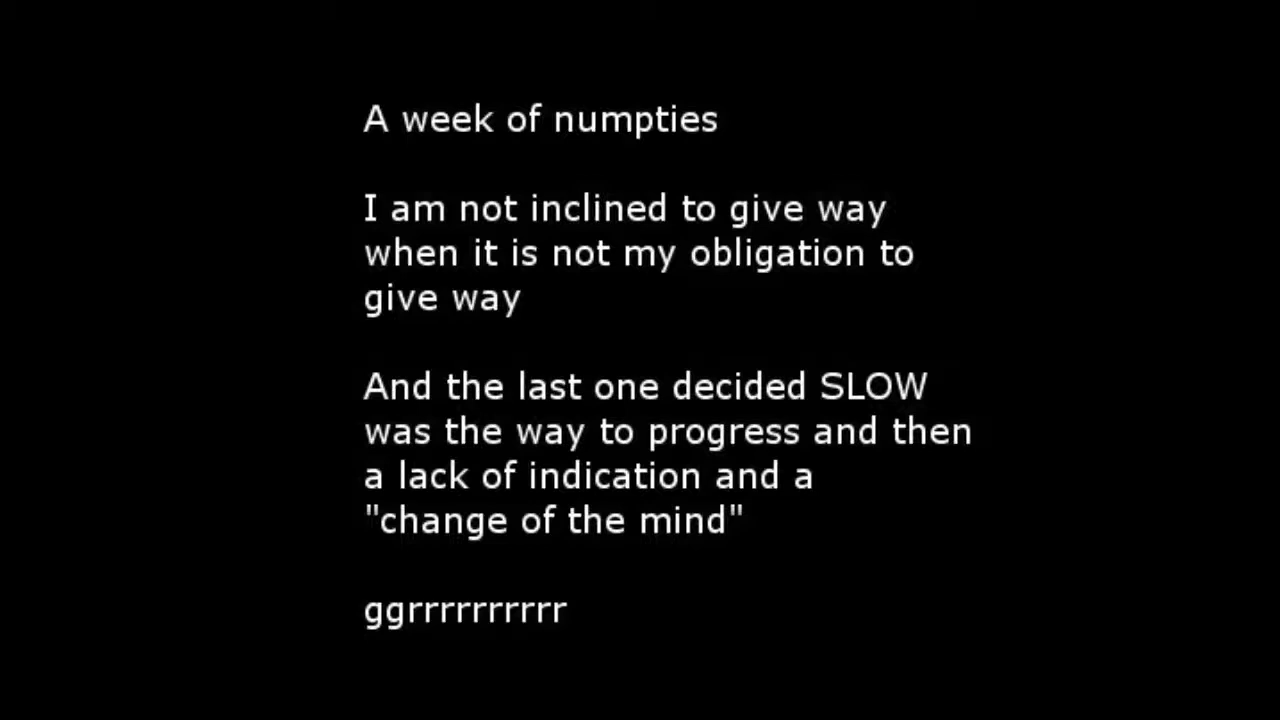 A week of numpties
I am not inclined to give way
when it is not my obligation to
give way
And the last one decided SLOW
was the way to progress and then
a lack of indication and a
"change of the mind"
ggrrrrrrrrrr